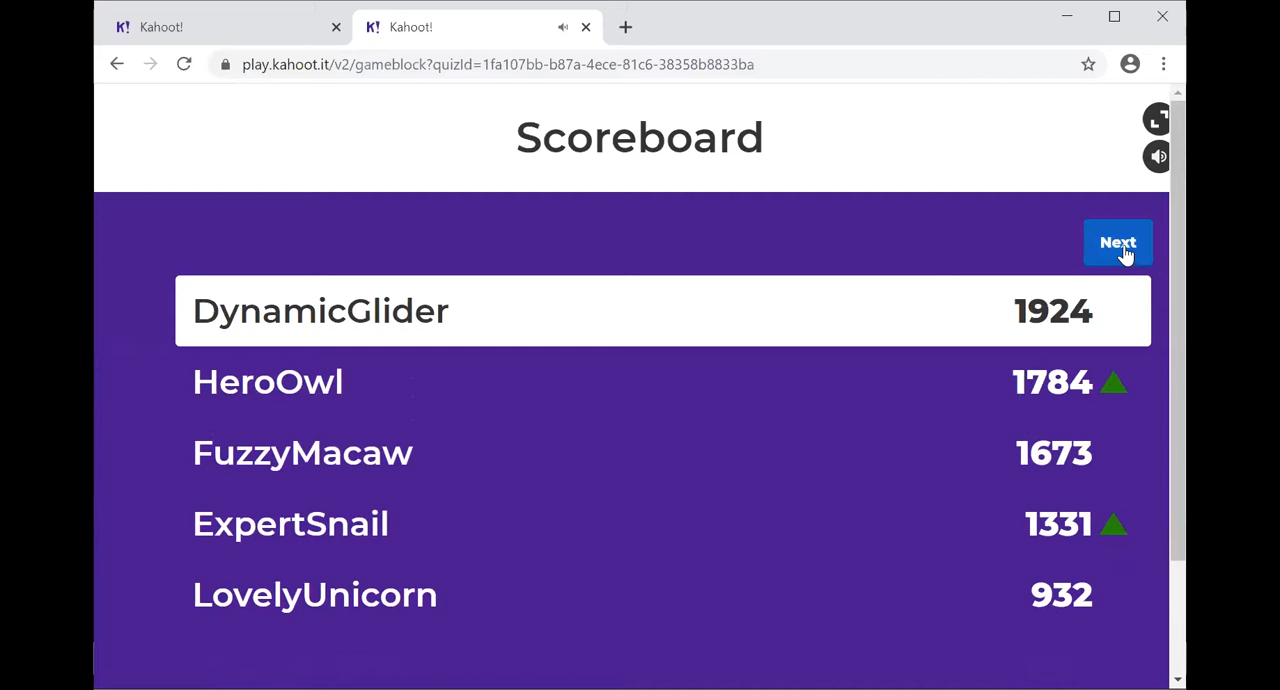 K! Kahoot!
K! Kahoot!
play.kahoot.it/v2/gameblock?quizId=1fa107bb-b87a-4ece-81c6-38358b8833ba
Scoreboard
Next
DynamicGlider 1924
HeroOwl 1784
FuzzyMacaw 1673
ExpertSnail 1331
LovelyUnicorn 932